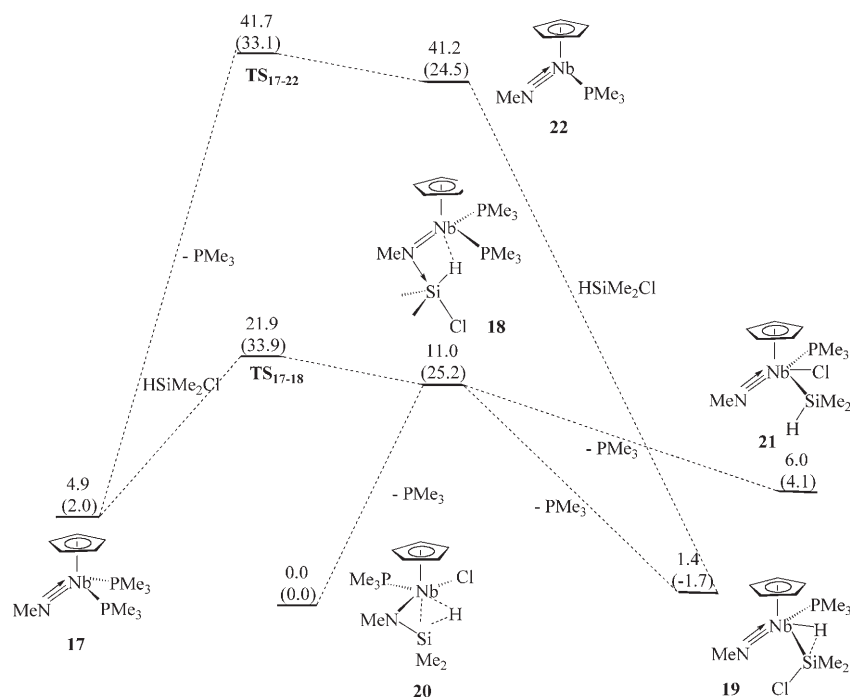 41.7
(33.1)
TS17-22
41.2
(24.5)
Nb
MeN
PMe3
22
- PMe3
18
Nb
PMe3
PMe3
MeN
H
Si
Cl
HSiMe2Cl
21.9
(33.9)
TS17-18
HSiMe2Cl
11.0
(25.2)
Nb
PMe3
Cl
MeN
SiMe2
H
21
6.0
(4.1)
- PMe3
- PMe3
- PMe3
4.9
(2.0)
Nb
PMe3
PMe3
MeN
17
0.0
(0.0)
Me3P
Cl
Nb
H
MeN
Si
Me2
20
1.4
(-1.7)
PMe3
Nb
H
MeN
SiMe2
Cl
19